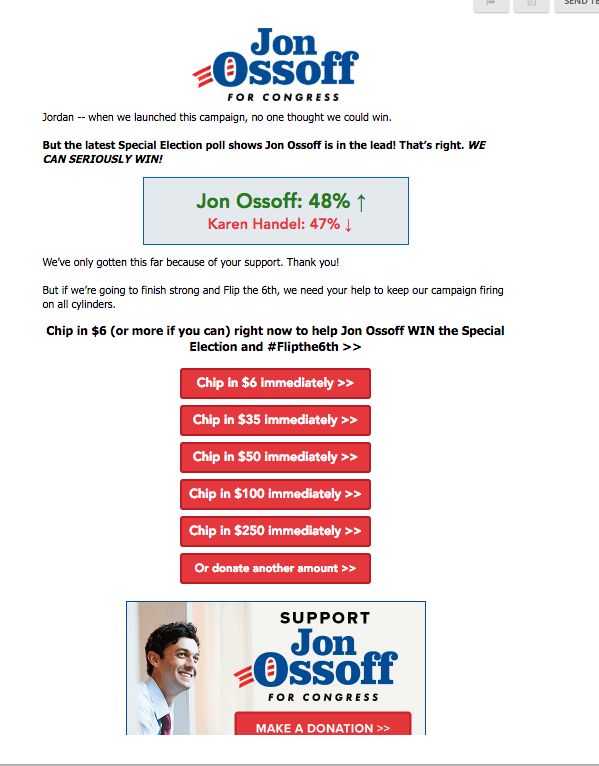 SEND TE
Jon
Ossoff
FOR CONGRESS
Jordan -- when we launched this campaign, no one thought we could win.
But the latest Special Election poll shows Jon Ossoff is in the lead! That's right. WE
CAN SERIOUSLY WIN!
Jon Ossoff: 48% ↑
Karen Handel: 47% ↓
We've only gotten this far because of your support. Thank you!
But if we're going to finish strong and Flip the 6th, we need your help to keep our campaign firing
on all cylinders.
Chip in $6 (or more if you can) right now to help Jon Ossoff WIN the Special
Election and #Flipthe6th >>
Chip in $6 immediately >>
Chip in $35 immediately >>
Chip in $50 immediately >>
Chip in $100 immediately >>
Chip in $250 immediately >>
Or donate another amount >>
SUPPORT
Jon
Ossoff
FOR CONGRESS
MAKE A DONATION >>